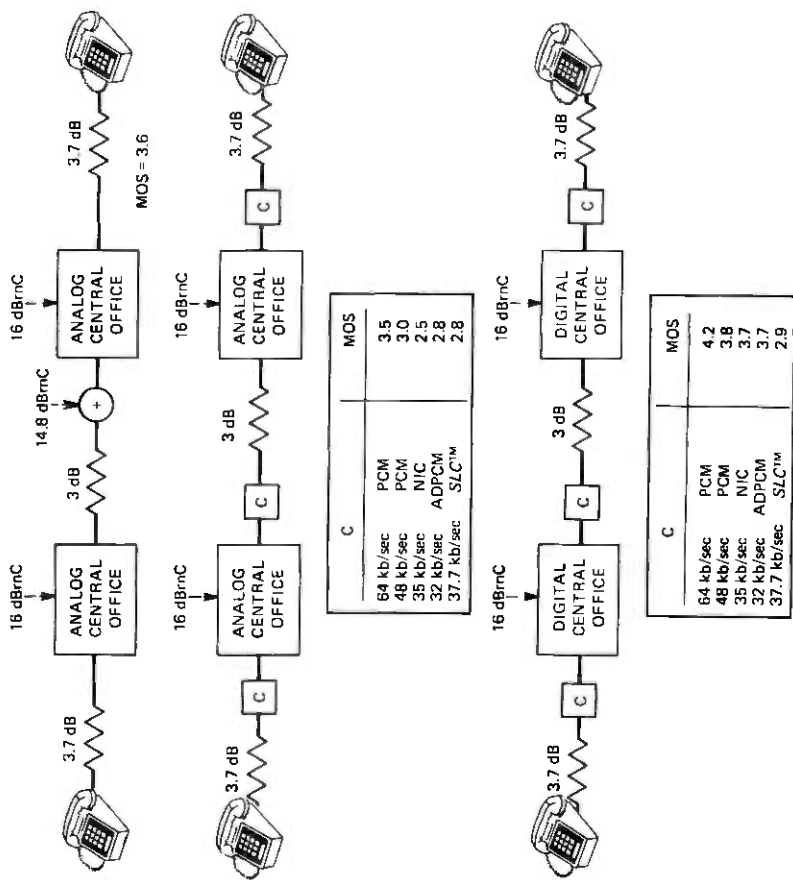 16 dBrnC
16 dBrnC
14.8 dBrnC
3.7 dB
ANALOG
CENTRAL
OFFICE
3 dB
+
ANALOG
CENTRAL
OFFICE
3.7 dB
MOS = 3.6
16 dBrnC
16 dBrnC
3.7 dB
C
ANALOG
CENTRAL
OFFICE
C
3 dB
ANALOG
CENTRAL
OFFICE
C
3.7 dB
C MOS
64 kb/sec PCM 3.5
48 kb/sec PCM 3.0
35 kb/sec NIC 2.5
32 kb/sec ADPCM 2.8
37.7 kb/sec SLC™ 2.8
16 dBrnC
16 dBrnC
3.7 dB
C
DIGITAL
CENTRAL
OFFICE
C
3 dB
DIGITAL
CENTRAL
OFFICE
C
3.7 dB
C MOS
64 kb/sec PCM 4.2
48 kb/sec PCM 3.8
35 kb/sec NIC 3.7
32 kb/sec ADPCM 3.7
37.7 kb/sec SLC™ 2.9